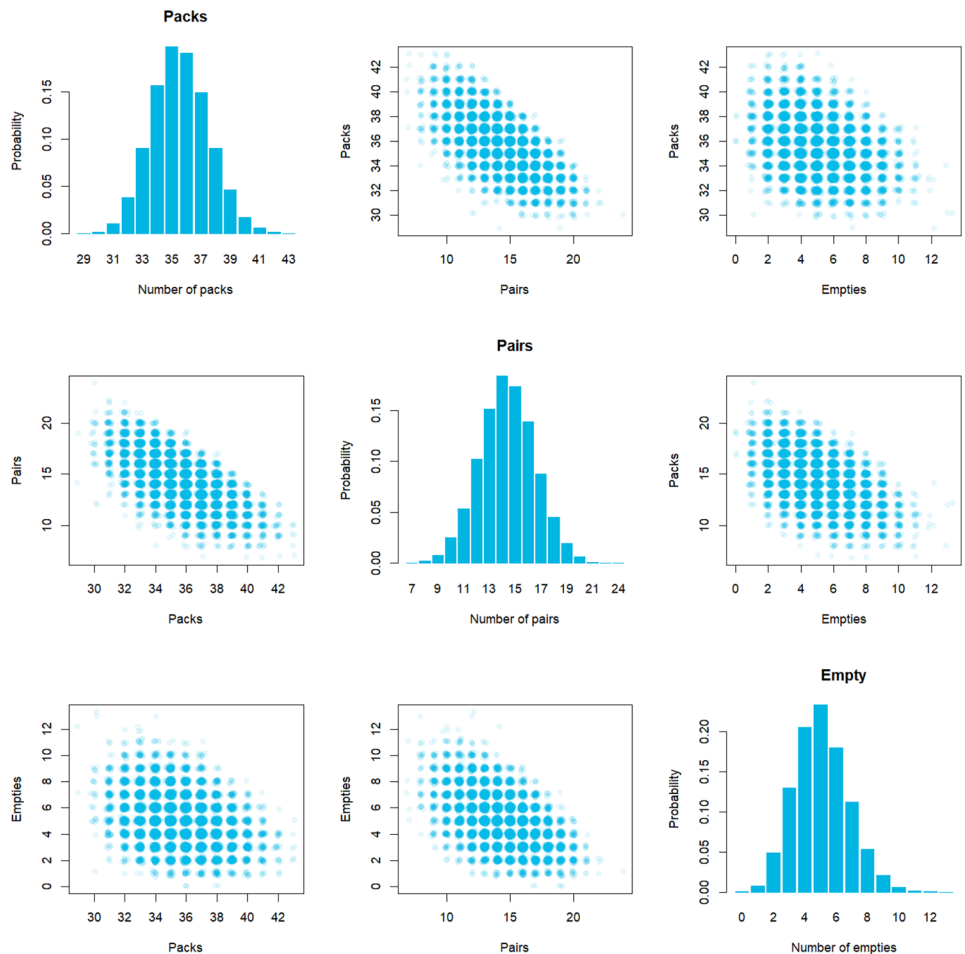 Packs
Probability
0.00 0.05 0.10 0.15
29 31 33 35 37 39 41 43
Number of packs
Packs
30 32 34 36 38 40 42
10 15 20
Pairs
Packs
30 32 34 36 38 40 42
0 2 4 6 8 10 12
Empties
Pairs
10 15 20
30 32 34 36 38 40 42
Packs
Pairs
Probability
0.00 0.05 0.10 0.15
7 9 11 13 15 17 19 21 24
Number of pairs
Packs
10 15 20
0 2 4 6 8 10 12
Empties
Empties
0 2 4 6 8 10 12
30 32 34 36 38 40 42
Packs
Empties
0 2 4 6 8 10 12
10 15 20
Pairs
Empty
Probability
0.00 0.05 0.10 0.15 0.20
0 2 4 6 8 10 12
Number of empties